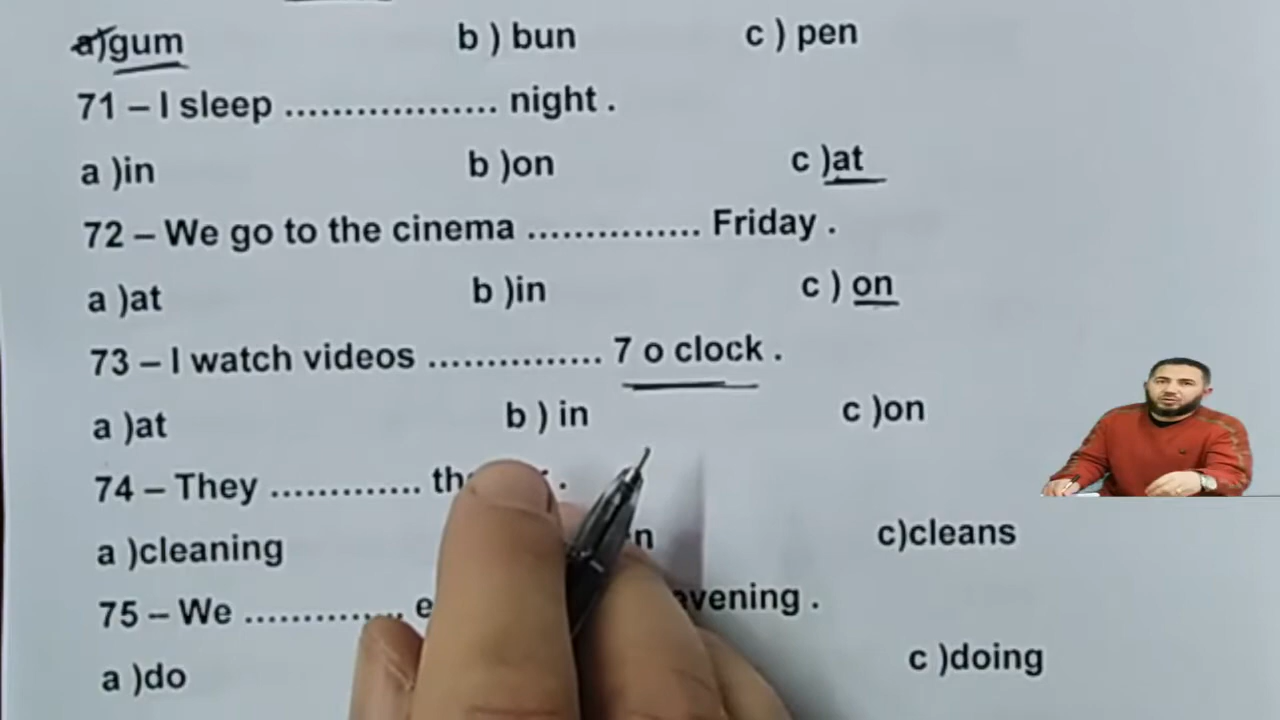 a)gum b ) bun c ) pen
71 – I sleep .................. night .
a )in b )on c )at
72 – We go to the cinema ............... Friday .
a )at b )in c ) on
73 – I watch videos ............... 7 o clock .
a )at b ) in c )on
74 – They ............. .
a )cleaning c)cleans
75 – We ............. evening .
a )do c )doing